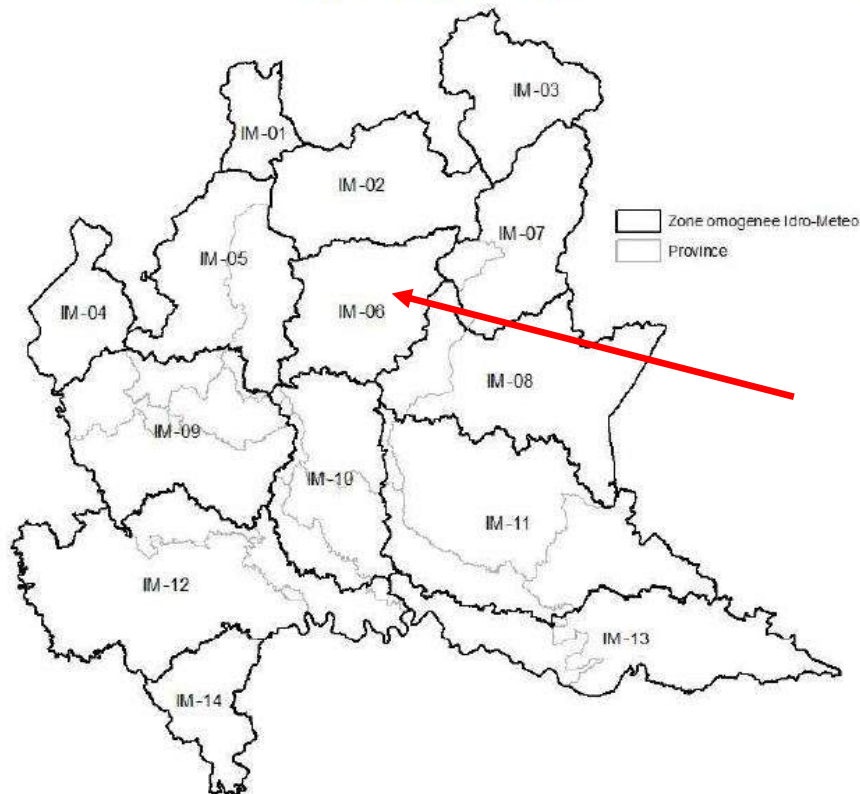 IM-03
IM-01
IM-02
Zone omogenee Idro-Meteo
IM-07
Province
IM-05
IM-04
IM-06
IM-08
IM-09
IM-10
IM-11
IM-12
IM-13
IM-14